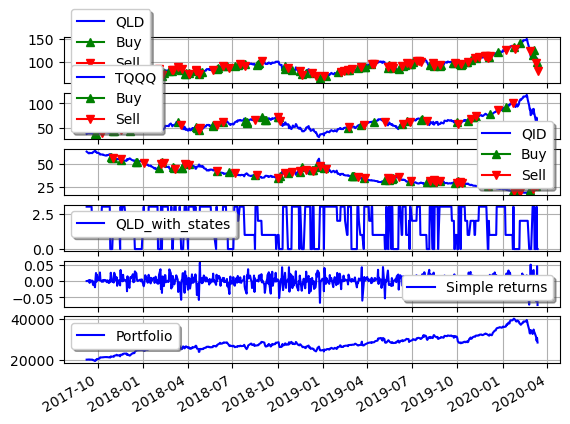 QLD
Buy
Sell
150
100
TQQQ
Buy
Sell
100
50
QID
Buy
Sell
50
25
QLD_with_states
2.5
0.0
Simple returns
0.05
0.00
−0.05
Portfolio
40000
20000
2017-10 2018-01 2018-04 2018-07 2018-10 2019-01 2019-04 2019-07 2019-10 2020-01 2020-04